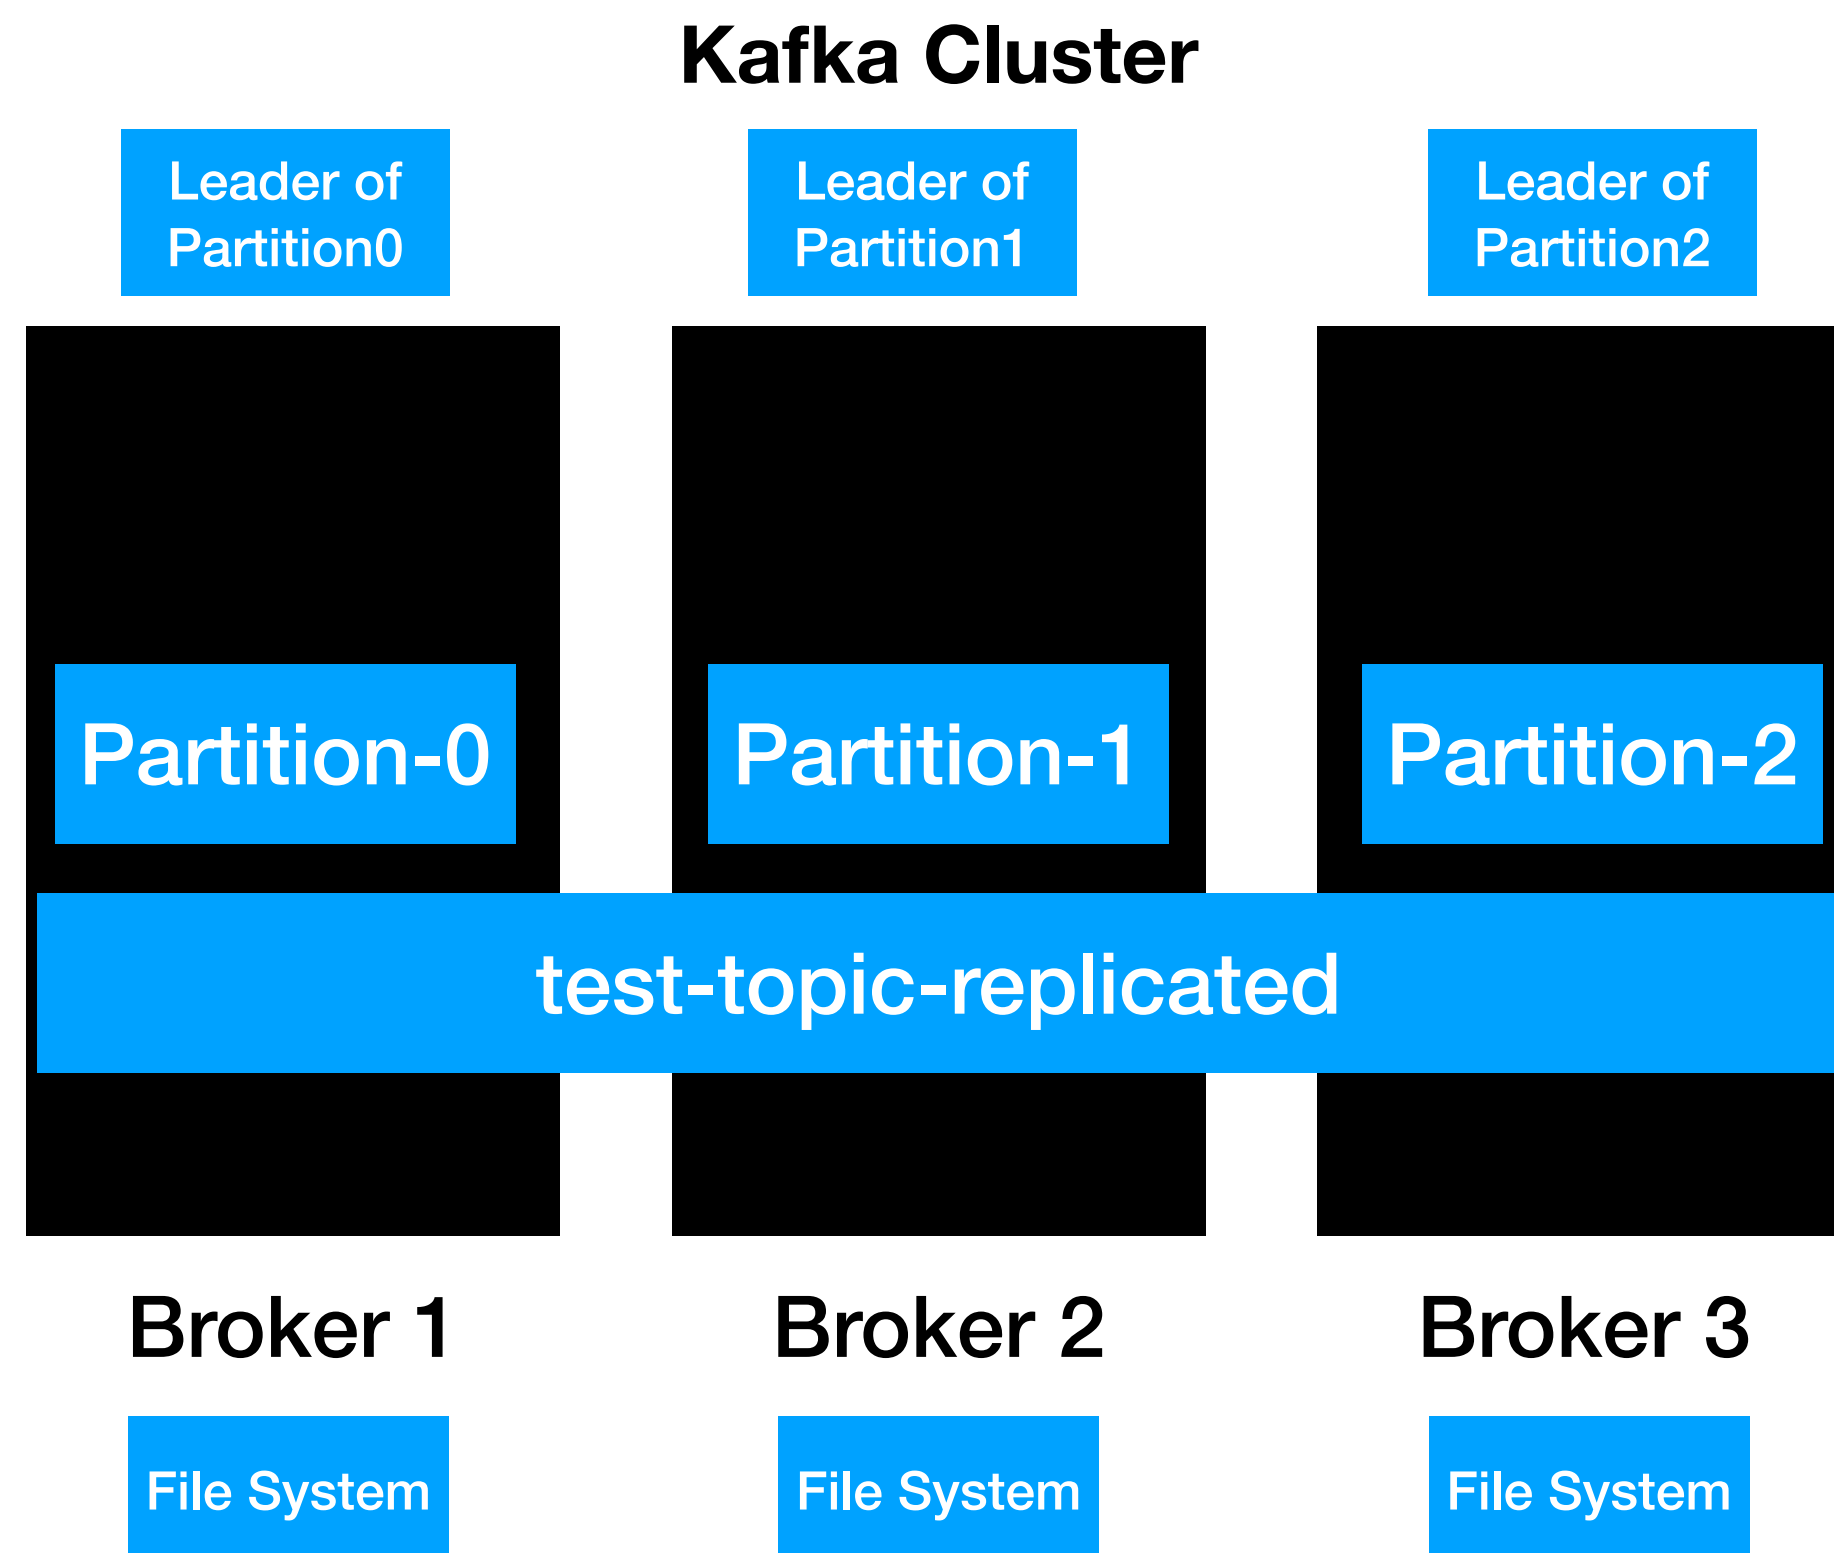 Kafka Cluster
Leader of
Partition0
Leader of
Partition1
Leader of
Partition2
Partition-0
Partition-1
Partition-2
test-topic-replicated
Broker 1
Broker 2
Broker 3
File System
File System
File System